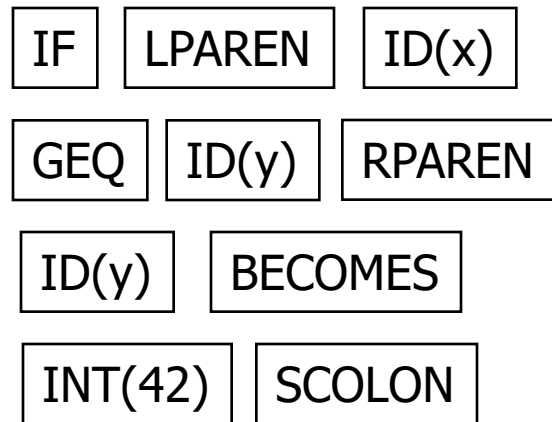 IF LPAREN ID(x)
GEQ ID(y) RPAREN
ID(y) BECOMES
INT(42) SCOLON